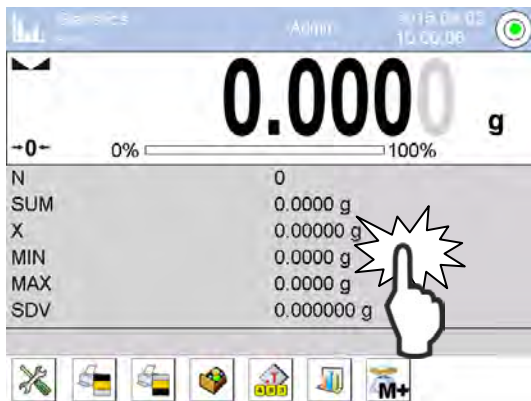 Statistics Admin
0.0000 g
→0← 0% 100%
N 0
SUM 0.0000 g
X 0.00000 g
MIN 0.0000 g
MAX 0.0000 g
SDV 0.000000 g
T
M+